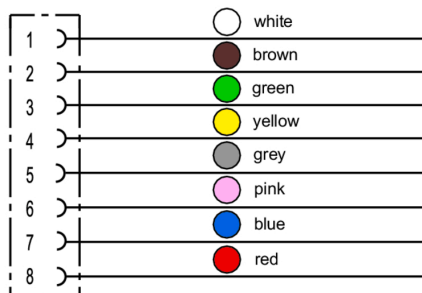 1 white
2 brown
3 green
4 yellow
5 grey
6 pink
7 blue
8 red